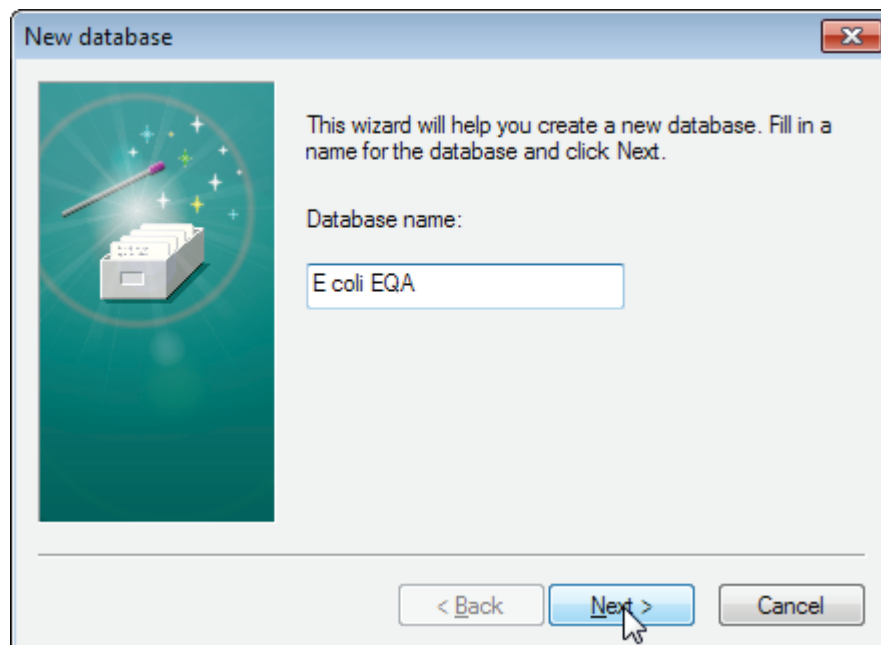 New database
This wizard will help you create a new database. Fill in a
name for the database and click Next.
Database name:
E coli EQA
< Back
Next >
Cancel